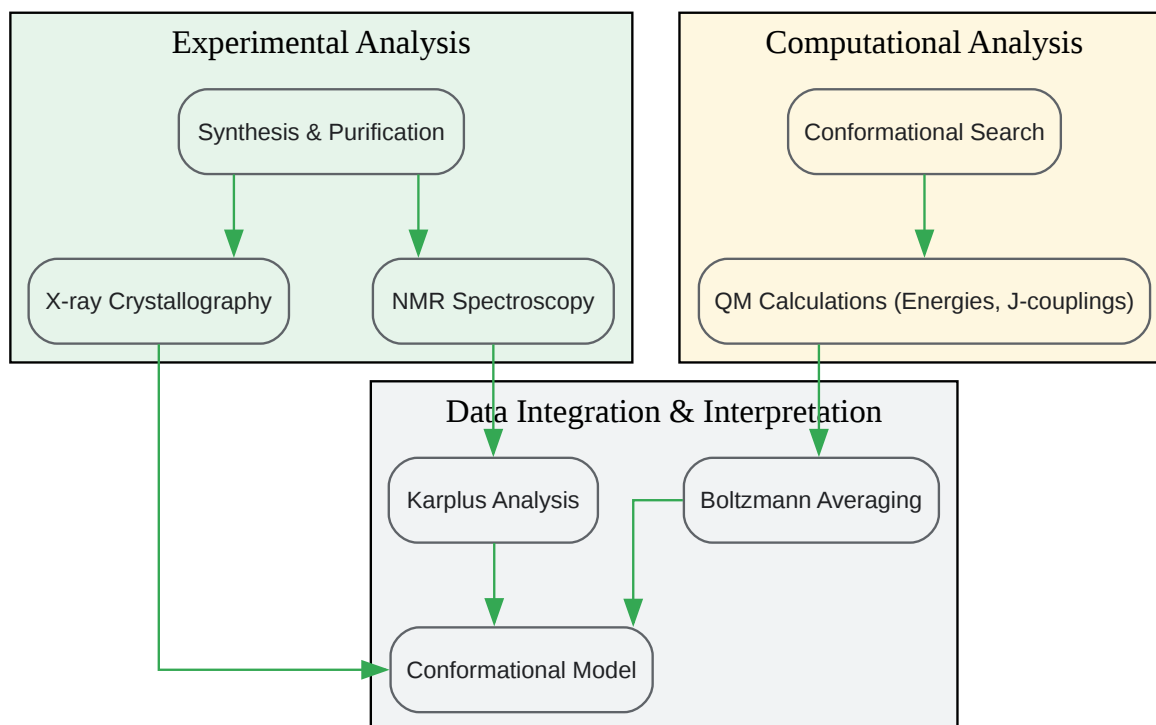 Experimental Analysis
Computational Analysis
Synthesis & Purification
Conformational Search
X-ray Crystallography
NMR Spectroscopy
QM Calculations (Energies, J-couplings)
Data Integration & Interpretation
Karplus Analysis
Boltzmann Averaging
Conformational Model